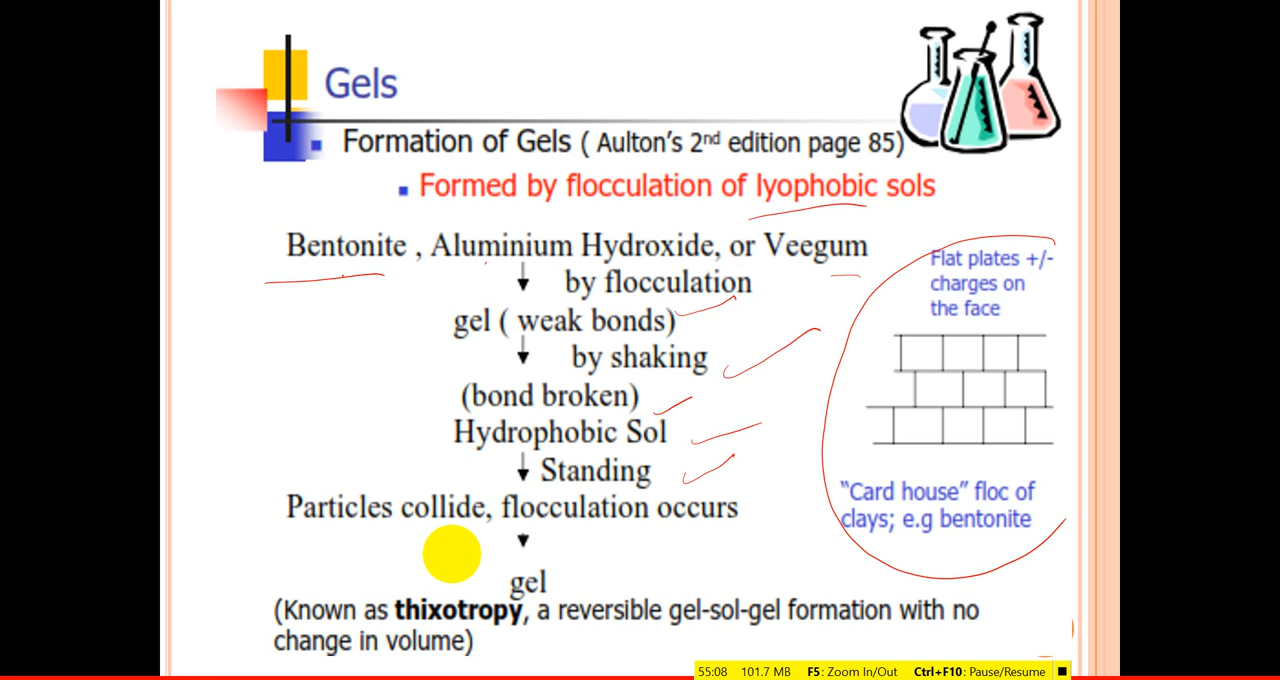 Gels
Formation of Gels ( Aulton's 2nd edition page 85)
Formed by flocculation of lyophobic sols
Bentonite , Aluminium Hydroxide, or Veegum
by flocculation
gel ( weak bonds)
by shaking
(bond broken)
Hydrophobic Sol
Standing
Particles collide, flocculation occurs
gel
(Known as thixotropy, a reversible gel-sol-gel formation with no
change in volume)
Flat plates +/-
charges on
the face
“Card house” floc of
clays; e.g bentonite
55:08 101.7 MB F5: Zoom In/Out Ctrl+F10: Pause/Resume